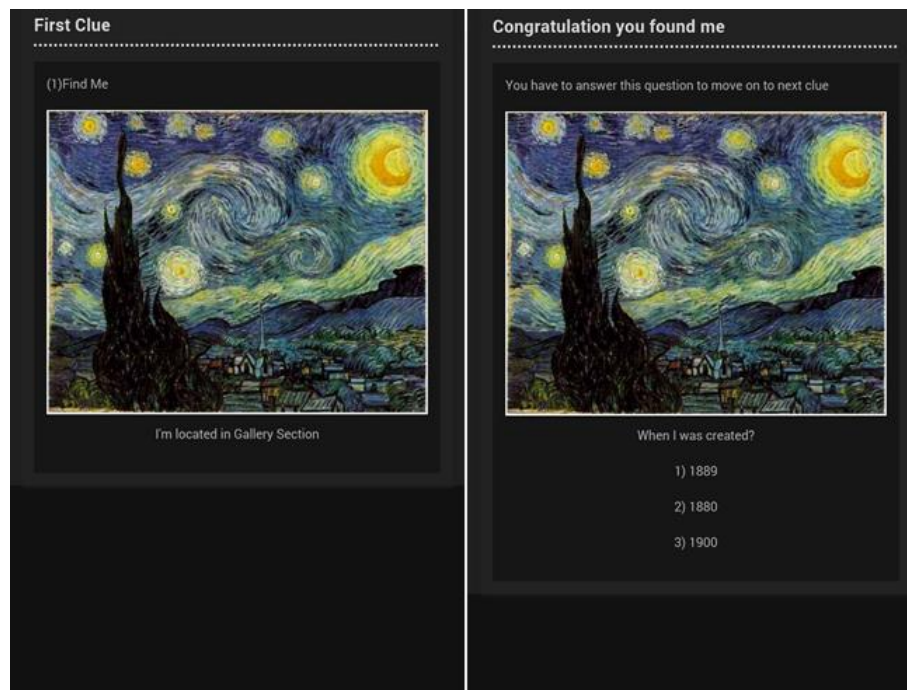 First Clue
(1)Find Me
I'm located in Gallery Section
Congratulation you found me
You have to answer this question to move on to next clue
When I was created?
1) 1889
2) 1880
3) 1900